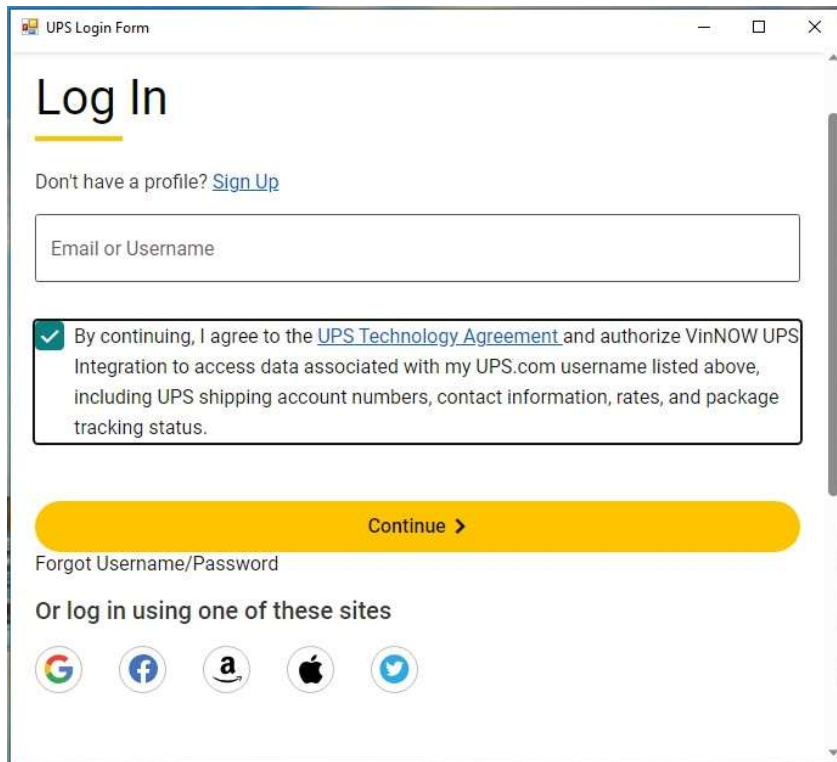 UPS Login Form
Log In
Don't have a profile? Sign Up
Email or Username
By continuing, I agree to the UPS Technology Agreement and authorize VinNOW UPS
Integration to access data associated with my UPS.com username listed above,
including UPS shipping account numbers, contact information, rates, and package
tracking status.
Continue
Forgot Username/Password
Or log in using one of these sites